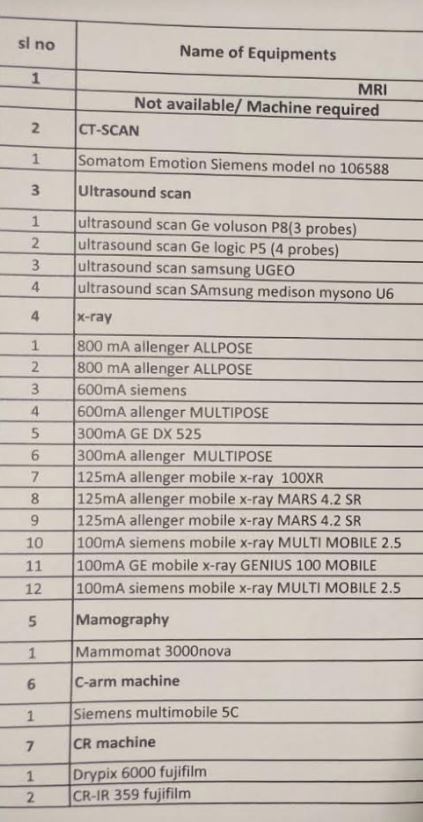 sl no Name of Equipments
1 MRI
Not available/ Machine required
2 CT-SCAN
1 Somatom Emotion Siemens model no 106588
3 Ultrasound scan
1 ultrasound scan Ge voluson P8(3 probes)
2 ultrasound scan Ge logic P5 (4 probes)
3 ultrasound scan samsung UGEO
4 ultrasound scan SAmsung medison mysono U6
4 x-ray
1 800 mA allenger ALLPOSE
2 800 mA allenger ALLPOSE
3 600mA siemens
4 600mA allenger MULTIPOSE
5 300mA GE DX 525
6 300mA allenger MULTIPOSE
7 125mA allenger mobile x-ray 100XR
8 125mA allenger mobile x-ray MARS 4.2 SR
9 125mA allenger mobile x-ray MARS 4.2 SR
10 100mA siemens mobile x-ray MULTI MOBILE 2.5
11 100mA GE mobile x-ray GENIUS 100 MOBILE
12 100mA siemens mobile x-ray MULTI MOBILE 2.5
5 Mamography
1 Mammomat 3000nova
6 C-arm machine
1 Siemens multimobile 5C
7 CR machine
1 Drypix 6000 fujifilm
2 CR-IR 359 fujifilm